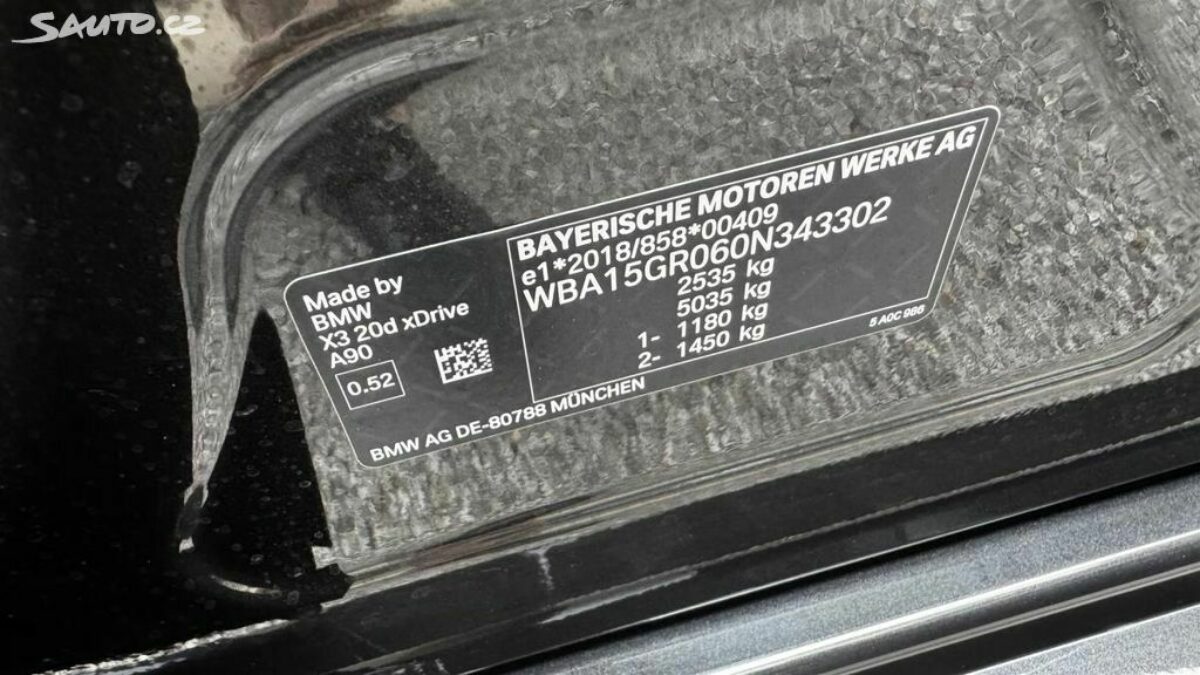 SAUTO.CZ
Made by
BMW
X3 20d xDrive
A90
0.52
BAYERISCHE MOTOREN WERKE AG
e1*2018/858*00409
WBA15GR060N343302
2535 kg
5035 kg
1- 1180 kg
2- 1450 kg
5 A0C 986
BMW AG DE-80788 MÜNCHEN